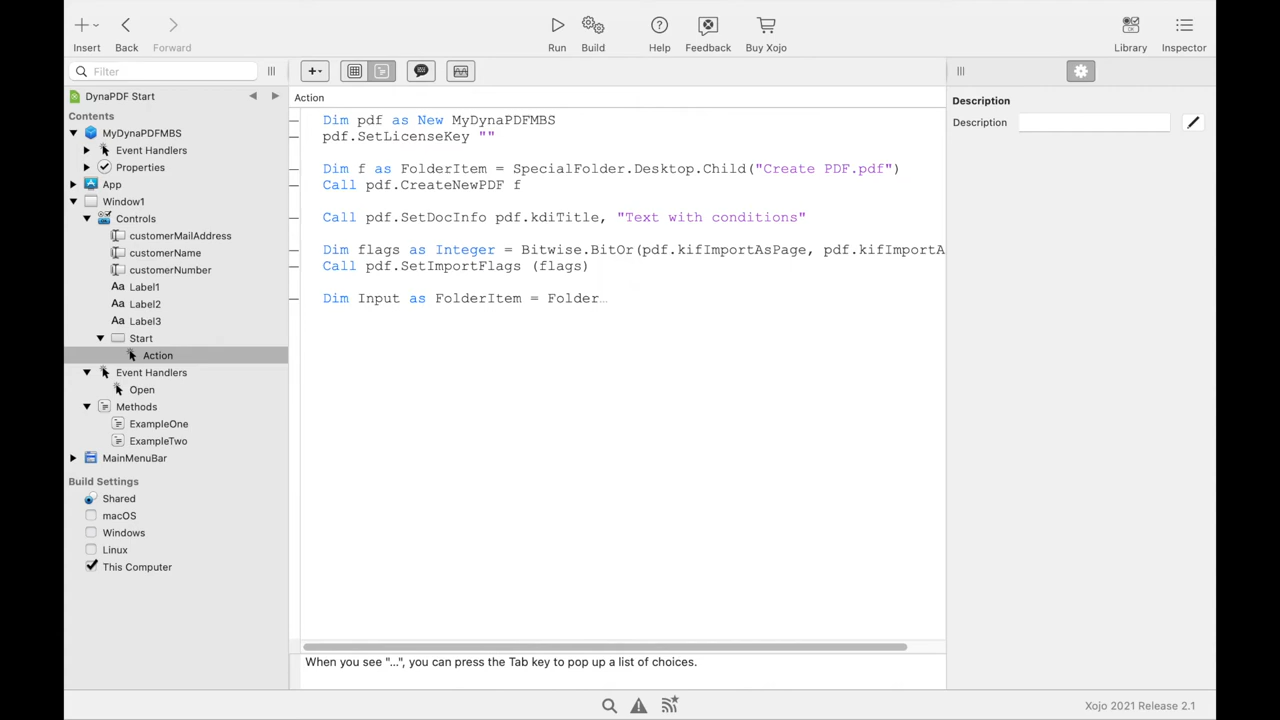 Insert
Back
Forward
Run
Build
Help
Feedback
Buy Xojo
Library
Inspector
Filter
DynaPDF Start
Contents
MyDynaPDFMBS
Event Handlers
Properties
App
Window1
Controls
customerMailAddress
customerName
customerNumber
Aa Label1
Aa Label2
Aa Label3
Start
Action
Event Handlers
Open
Methods
ExampleOne
ExampleTwo
MainMenuBar
Build Settings
Shared
macOS
Windows
Linux
This Computer
Action
Dim pdf as New MyDynaPDFMBS
pdf.SetLicenseKey ""
Dim f as FolderItem = SpecialFolder.Desktop.Child("Create PDF.pdf")
Call pdf.CreateNewPDF f
Call pdf.SetDocInfo pdf.kdiTitle, "Text with conditions"
Dim flags as Integer = Bitwise.BitOr(pdf.kifImportAsPage, pdf.kifImportA
Call pdf.SetImportFlags (flags)
Dim Input as FolderItem = Folder...
When you see "...", you can press the Tab key to pop up a list of choices.
Description
Description
Xojo 2021 Release 2.1